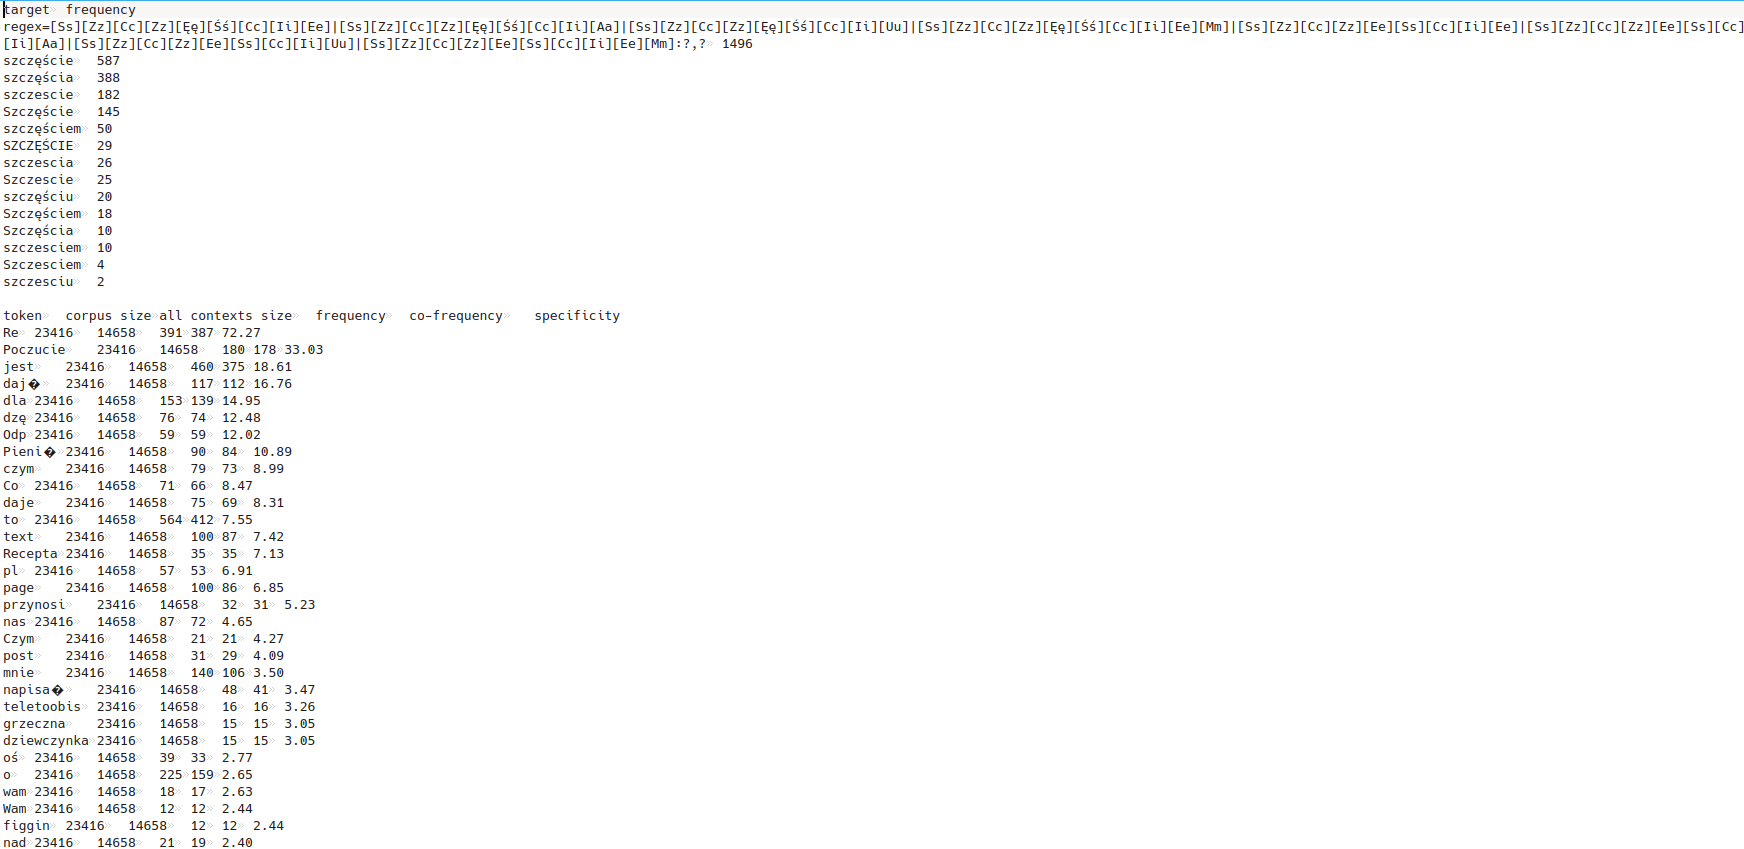 target frequency
regex=[Ss][Zz][Cc][Zz][Ęę][Śś][Cc][Ii][Ee]|[Ss][Zz][Cc][Zz][Ęę][Śś][Cc][Ii][Aa]|[Ss][Zz][Cc][Zz][Ęę][Śś][Cc][Ii][Uu]|[Ss][Zz][Cc][Zz][Ęę][Śś][Cc][Ii][Ee][Mm]|[Ss][Zz][Cc][Zz][Ee][Ss][Cc][Ii][Ee]|[Ss][Zz][Cc][Zz][Ee][Ss][Cc]
[Ii][Aa]|[Ss][Zz][Cc][Zz][Ee][Ss][Cc][Ii][Uu]|[Ss][Zz][Cc][Zz][Ee][Ss][Cc][Ii][Ee][Mm]:?,? 1496
szczęście 587
szczęścia 388
szczescie 182
Szczęście 145
szczęściem 50
SZCZĘŚCIE 29
szczescia 26
Szczescie 25
szczęściu 20
Szczęściem 18
Szczęścia 10
szczesciem 10
Szczesciem 4
szczesciu 2
token corpus size all contexts size frequency co-frequency specificity
Re 23416 14658 391 387 72.27
Poczucie 23416 14658 180 178 33.03
jest 23416 14658 460 375 18.61
daj� 23416 14658 117 112 16.76
dla 23416 14658 153 139 14.95
dzę 23416 14658 76 74 12.48
Odp 23416 14658 59 59 12.02
Pieni� 23416 14658 90 84 10.89
czym 23416 14658 79 73 8.99
Co 23416 14658 71 66 8.47
daje 23416 14658 75 69 8.31
to 23416 14658 564 412 7.55
text 23416 14658 100 87 7.42
Recepta 23416 14658 35 35 7.13
pl 23416 14658 57 53 6.91
page 23416 14658 100 86 6.85
przynosi 23416 14658 32 31 5.23
nas 23416 14658 87 72 4.65
Czym 23416 14658 21 21 4.27
post 23416 14658 31 29 4.09
mnie 23416 14658 140 106 3.50
napisa� 23416 14658 48 41 3.47
teletoobis 23416 14658 16 16 3.26
grzeczna 23416 14658 15 15 3.05
dziewczynka 23416 14658 15 15 3.05
oś 23416 14658 39 33 2.77
o 23416 14658 225 159 2.65
wam 23416 14658 18 17 2.63
Wam 23416 14658 12 12 2.44
figgin 23416 14658 12 12 2.44
nad 23416 14658 21 19 2.40